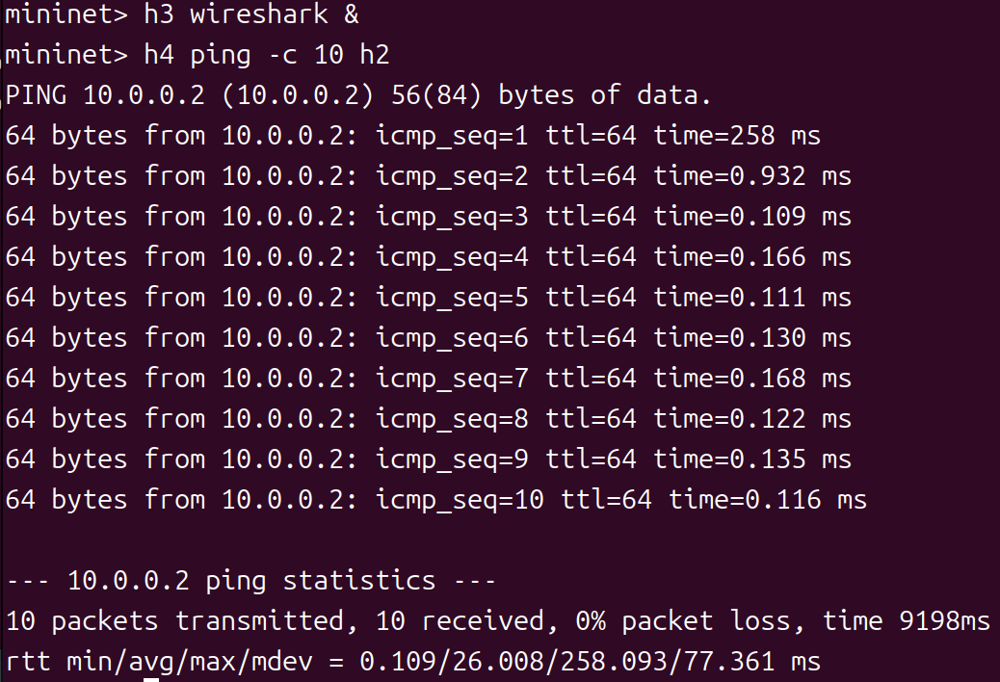 mininet> h3 wireshark &
mininet> h4 ping -c 10 h2
PING 10.0.0.2 (10.0.0.2) 56(84) bytes of data.
64 bytes from 10.0.0.2: icmp_seq=1 ttl=64 time=258 ms
64 bytes from 10.0.0.2: icmp_seq=2 ttl=64 time=0.932 ms
64 bytes from 10.0.0.2: icmp_seq=3 ttl=64 time=0.109 ms
64 bytes from 10.0.0.2: icmp_seq=4 ttl=64 time=0.166 ms
64 bytes from 10.0.0.2: icmp_seq=5 ttl=64 time=0.111 ms
64 bytes from 10.0.0.2: icmp_seq=6 ttl=64 time=0.130 ms
64 bytes from 10.0.0.2: icmp_seq=7 ttl=64 time=0.168 ms
64 bytes from 10.0.0.2: icmp_seq=8 ttl=64 time=0.122 ms
64 bytes from 10.0.0.2: icmp_seq=9 ttl=64 time=0.135 ms
64 bytes from 10.0.0.2: icmp_seq=10 ttl=64 time=0.116 ms
--- 10.0.0.2 ping statistics ---
10 packets transmitted, 10 received, 0% packet loss, time 9198ms
rtt min/avg/max/mdev = 0.109/26.008/258.093/77.361 ms